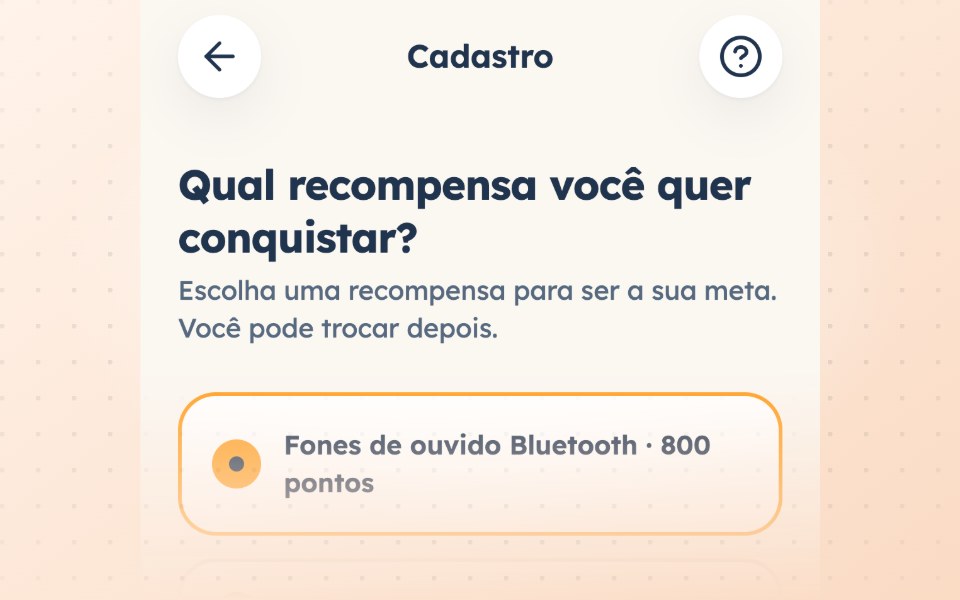 Cadastro
Qual recompensa você quer
conquistar?
Escolha uma recompensa para ser a sua meta.
Você pode trocar depois.
Fones de ouvido Bluetooth · 800
pontos